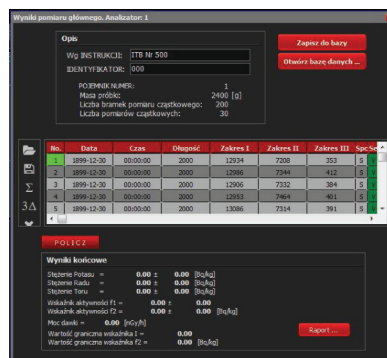 Wyniki pomiaru głównego. Analizator: 1
Opis
Wg INSTRUKCJI: ITB Nr 500
IDENTYFIKATOR: 000
POJEMNIK NUMER: 1
Masa próbki: 2400 [g]
Liczba bramek pomiaru cząstkowego: 200
Liczba pomiarów cząstkowych: 30
Zapisz do bazy
Otwórz bazę danych ...
No. Data Czas Długość Zakres I Zakres II Zakres III Spc Se
1 1899-12-30 00:00:00 2000 12934 7208 353 S
2 1899-12-30 00:00:00 2000 12986 7344 412 S
3 1899-12-30 00:00:00 2000 12906 7332 384 S
4 1899-12-30 00:00:00 2000 12953 7464 401 S
5 1899-12-30 00:00:00 2000 13086 7314 391 S
Σ
3Δ
POLICZ
Wyniki końcowe
Stężenie Potasu = 0.00 ± 0.00 [Bq/kg]
Stężenie Radu = 0.00 ± 0.00 [Bq/kg]
Stężenie Toru = 0.00 ± 0.00 [Bq/kg]
Wskaźnik aktywności f1 = 0.00 ± 0.00
Wskaźnik aktywności f2 = 0.00 ± 0.00 [Bq/kg]
Moc dawki = 0.00 [nGy/h]
Wartość graniczna wskaźnika I = 0.00
Wartość graniczna wskaźnika f2 = 0.00 [Bq/kg]
Raport ...